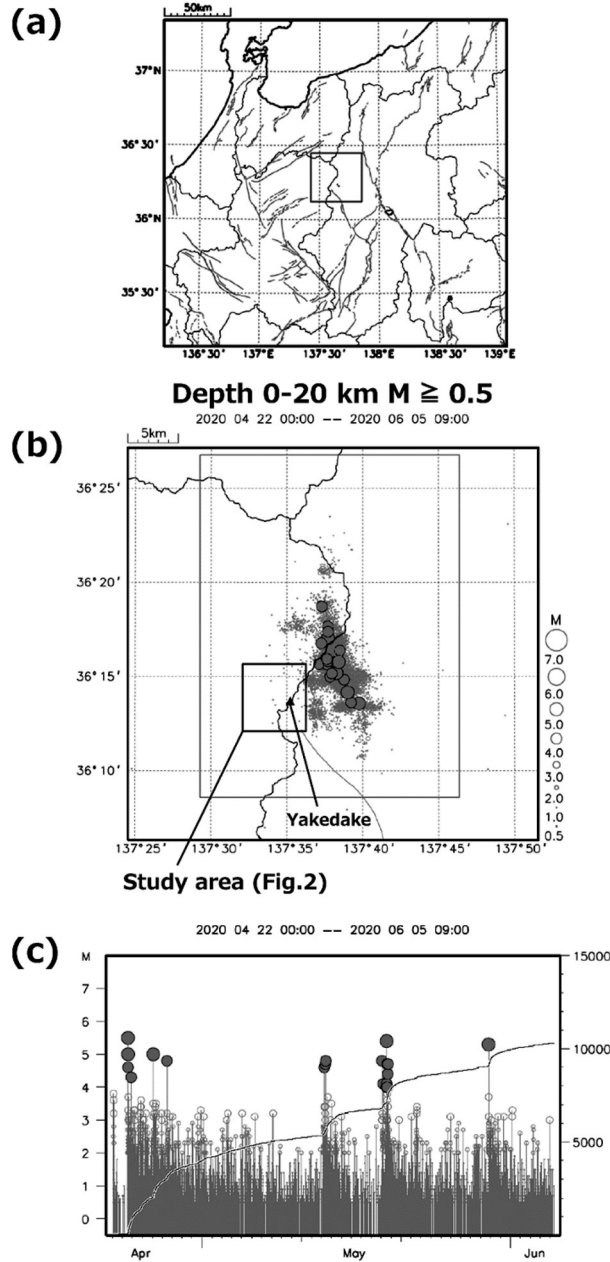 (a)
50km
37°N
36°30'
36°N
35°30'
136°30' 137°E 137°30' 138°E 138°30' 139°E
Depth 0-20 km M ≧ 0.5
2020 04 22 00:00 -- 2020 06 05 09:00
(b)
5km
36°25'
36°20'
36°15'
36°10'
M
7.0
6.0
5.0
4.0
3.0
2.0
1.0
0.5
Yakedake
137°25' 137°30' 137°35' 137°40' 137°45' 137°50'
Study area (Fig.2)
2020 04 22 00:00 -- 2020 06 05 09:00
(c)
M
7
6
5
4
3
2
1
0
15000
10000
5000
Apr May Jun